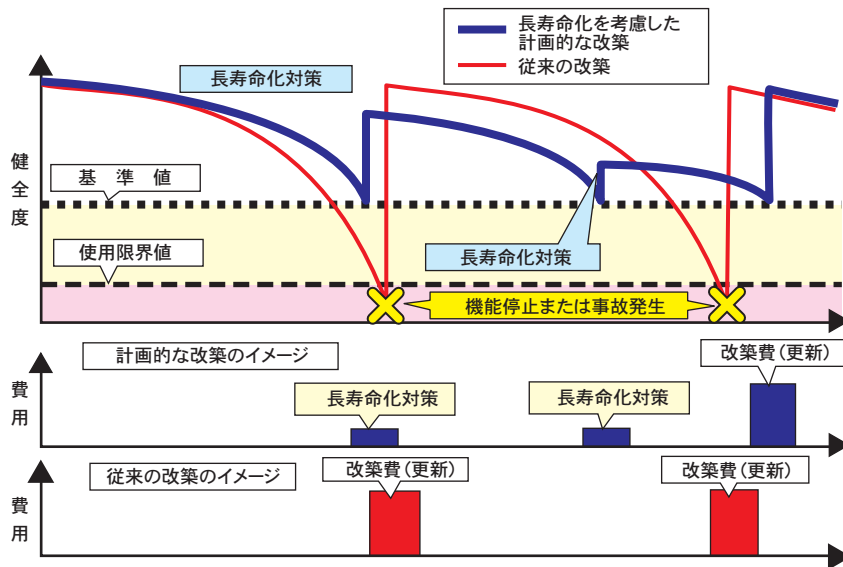 長寿命化を考慮した
計画的な改築
従来の改築
長寿命化対策
健全度
基準値
使用限界値
長寿命化対策
機能停止または事故発生
計画的な改築のイメージ
改築費(更新)
費用
長寿命化対策
長寿命化対策
従来の改築のイメージ
改築費(更新)
改築費(更新)
費用